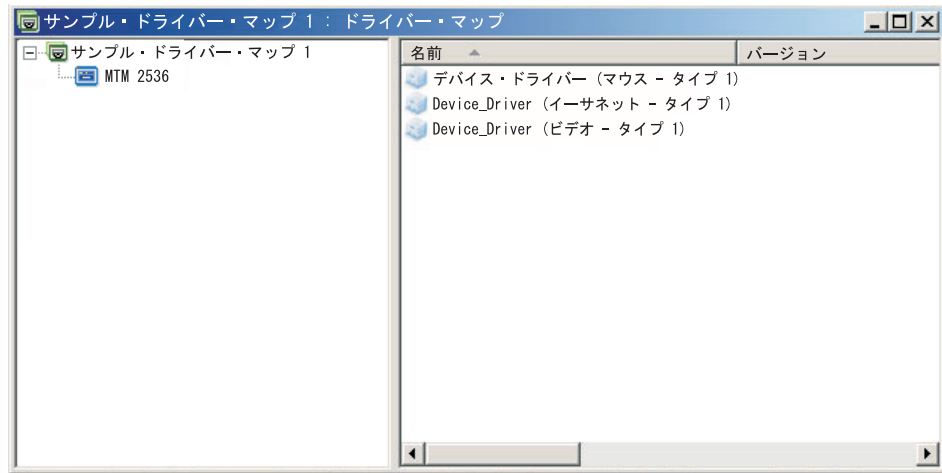 サンプル・ドライバー・マップ 1 : ドライバー・マップ
サンプル・ドライバー・マップ 1
MTM 2536
名前 バージョン
デバイス・ドライバー (マウス - タイプ 1)
Device_Driver (イーサネット - タイプ 1)
Device_Driver (ビデオ - タイプ 1)